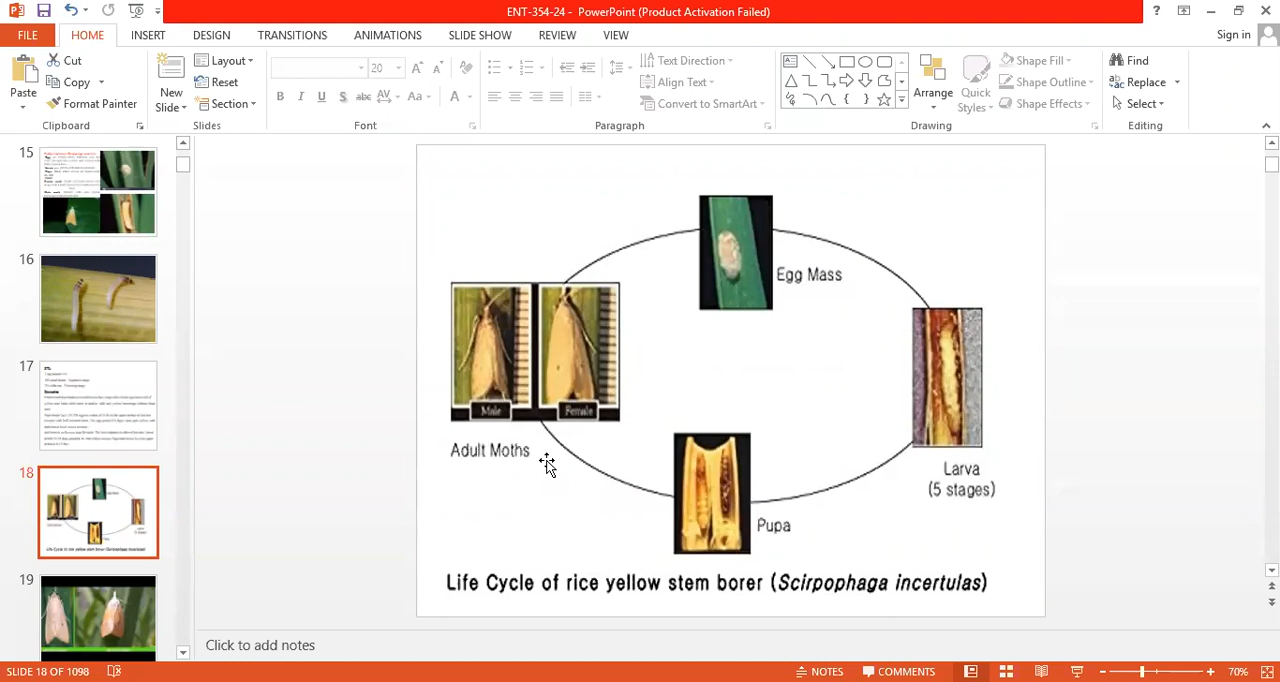 ENT-354-24 - PowerPoint (Product Activation Failed)
FILE HOME INSERT DESIGN TRANSITIONS ANIMATIONS SLIDE SHOW REVIEW VIEW Sign in
Paste
Cut
Copy
Format Painter
Clipboard
New
Slide
Layout
Reset
Section
Slides
20
B I U S abc AV Aa A
Font
Text Direction
Align Text
Convert to SmartArt
Paragraph
Arrange
Quick
Styles
Shape Fill
Shape Outline
Shape Effects
Drawing
Find
Replace
Select
Editing
15
16
17
18
19
Egg Mass
Male
Female
Adult Moths
Larva
(5 stages)
Pupa
Life Cycle of rice yellow stem borer (Scirpophaga incertulas)
Click to add notes
SLIDE 18 OF 1098 NOTES COMMENTS 70%